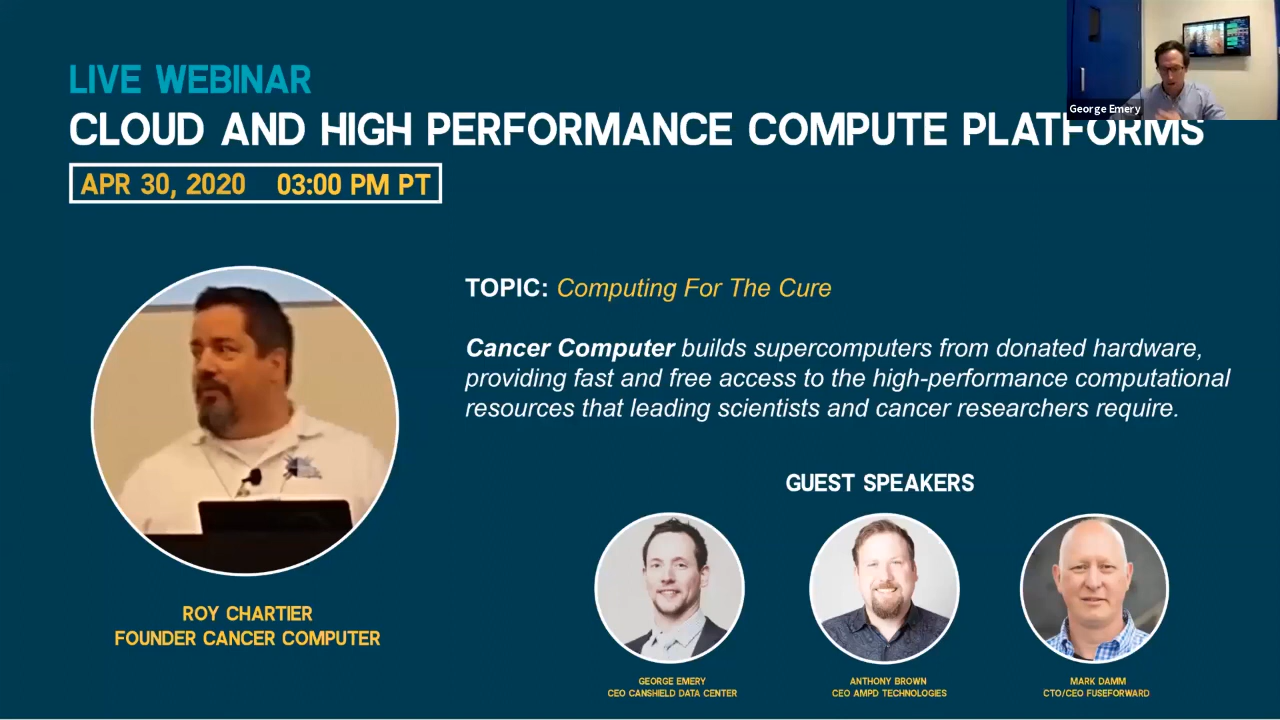 LIVE WEBINAR
CLOUD AND HIGH PERFORMANCE COMPUTE PLATFORMS
APR 30, 2020 03:00 PM PT
George Emery
TOPIC: Computing For The Cure
Cancer Computer builds supercomputers from donated hardware,
providing fast and free access to the high-performance computational
resources that leading scientists and cancer researchers require.
ROY CHARTIER
FOUNDER CANCER COMPUTER
GUEST SPEAKERS
GEORGE EMERY
CEO CANSHIELD DATA CENTER
ANTHONY BROWN
CEO AMPD TECHNOLOGIES
MARK DAMM
CTO/CEO FUSEFORWARD